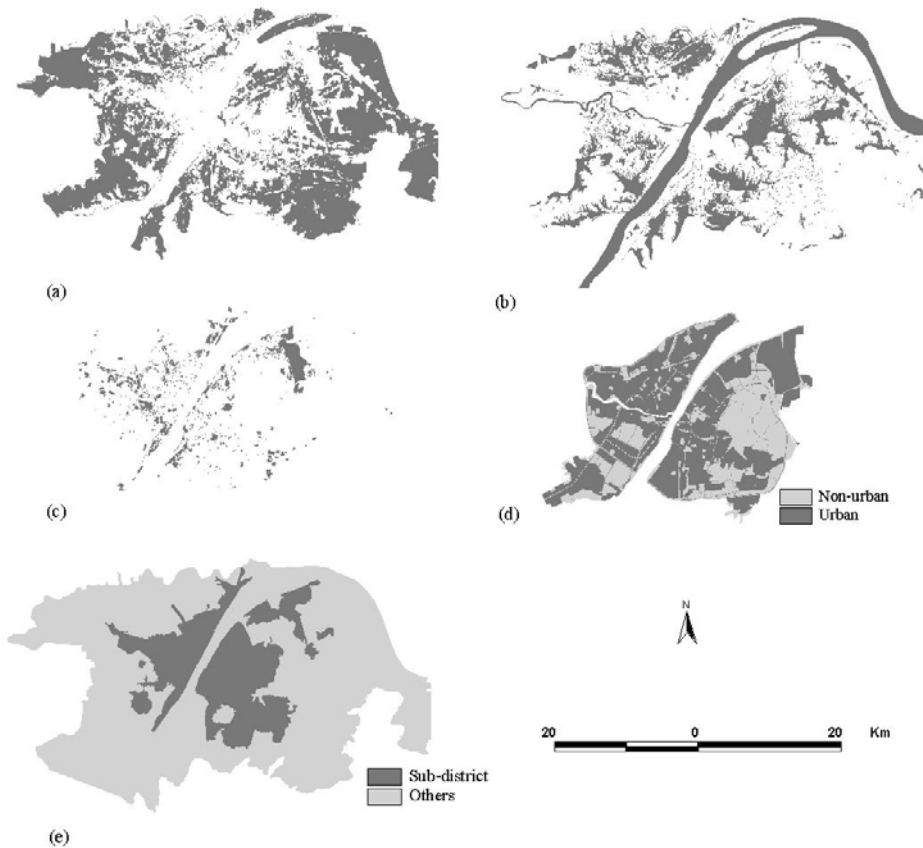 (a)
(b)
(c)
(d)
Non-urban
Urban
N
20 0 20 Km
Sub-district
Others
(e)